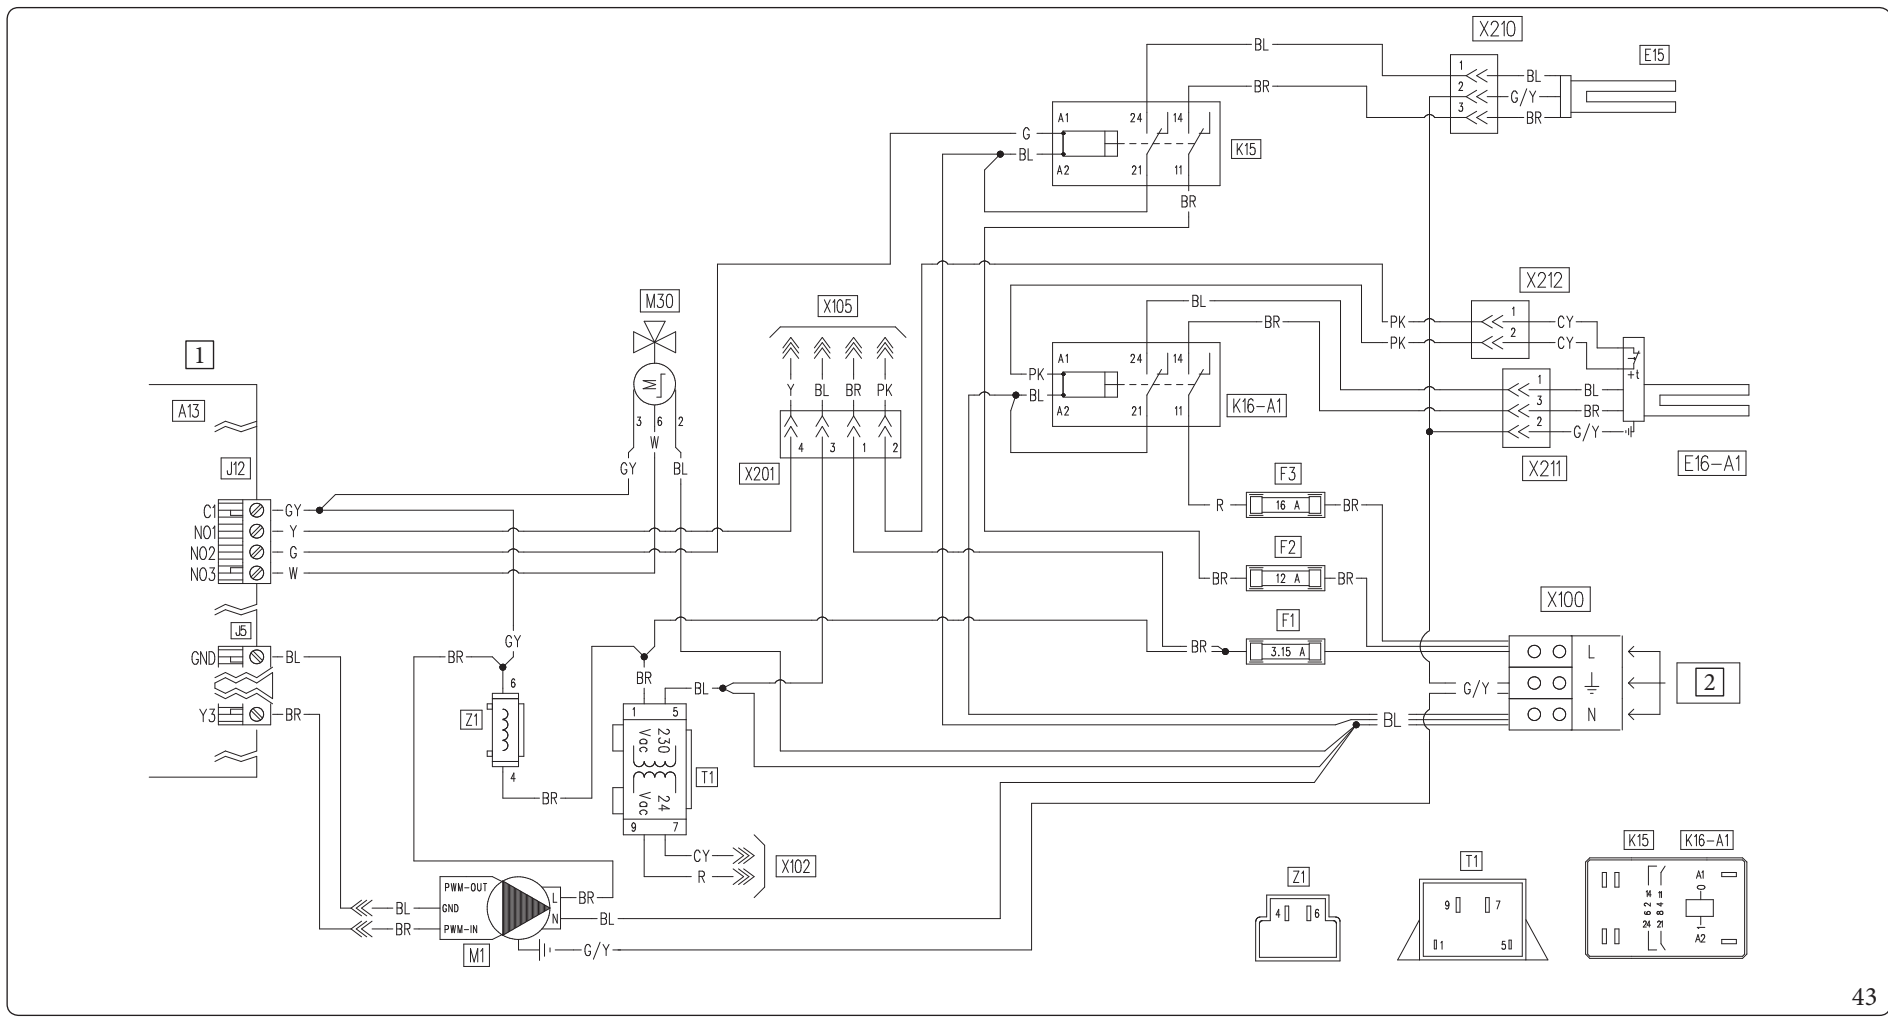 X210
BL
E15
1
BL
2
G/Y
3
BR
BR
A1 24 14
G
BL
K15
A2 21 11
BR
X212
M30
X105
BL
1
PK CY
BR
2
PK CY
1
A1 24 14
+t
PK
1
BL
A13
Y BL BR PK
BL
3
BR
K16-A1
A2 21 11
3 6 2
2
G/Y
W
4 3 1 2
J12
GY BL
X201
X211
E16-A1
F3
C1 GY
R 16 A BR
NO1 Y
NO2 G
F2
NO3 W
BR 12 A BR
X100
J5
F1
GY
GND BL
BR
BR 3.15 A
L
BR
6
BL
G/Y
2
Y3 BR
Z1
1 5
BL
N
230 Vac
4
T1
BR
24 Vac
9 7
K15 K16-A1
CY
X102
T1
R
Z1
PWM-OUT
L BR
A1
0
BL GND
9 7
14 11
N BL
4 6
2 4
6 8
BR PWM-IN
24 21
1
A2
M1
G/Y
1 5
43